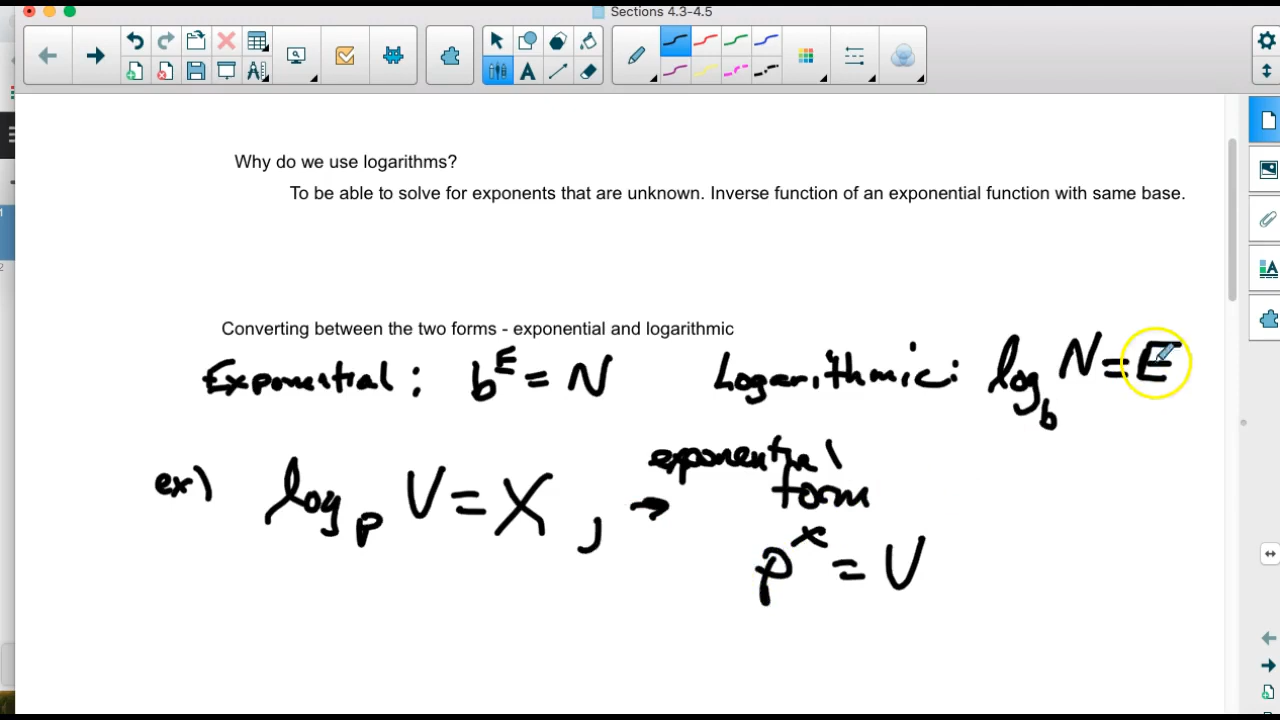 Sections 4.3-4.5
Why do we use logarithms?
To be able to solve for exponents that are unknown. Inverse function of an exponential function with same base.
Converting between the two forms - exponential and logarithmic
Exponential: b^E = N
Logarithmic: log_b N = E
ex) log_p V = X, → exponential
form
p^x = V
1
2